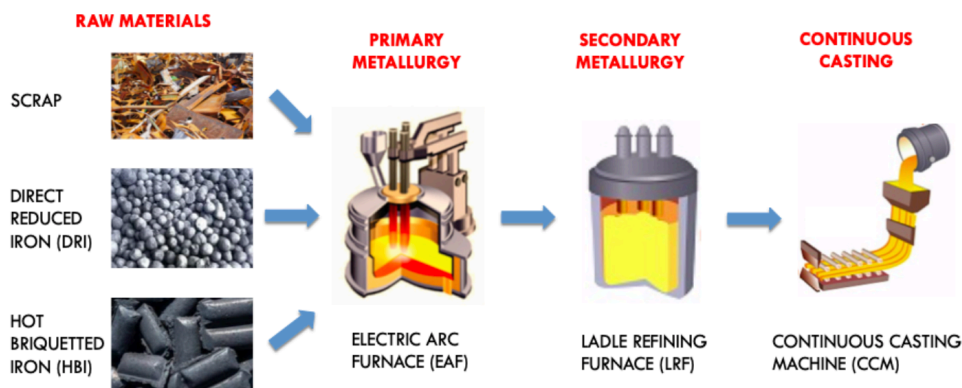 RAW MATERIALS
SCRAP
DIRECT
REDUCED
IRON (DRI)
HOT
BRIQUETTED
IRON (HBI)
PRIMARY
METALLURGY
ELECTRIC ARC
FURNACE (EAF)
SECONDARY
METALLURGY
LADLE REFINING
FURNACE (LRF)
CONTINUOUS
CASTING
CONTINUOUS CASTING
MACHINE (CCM)